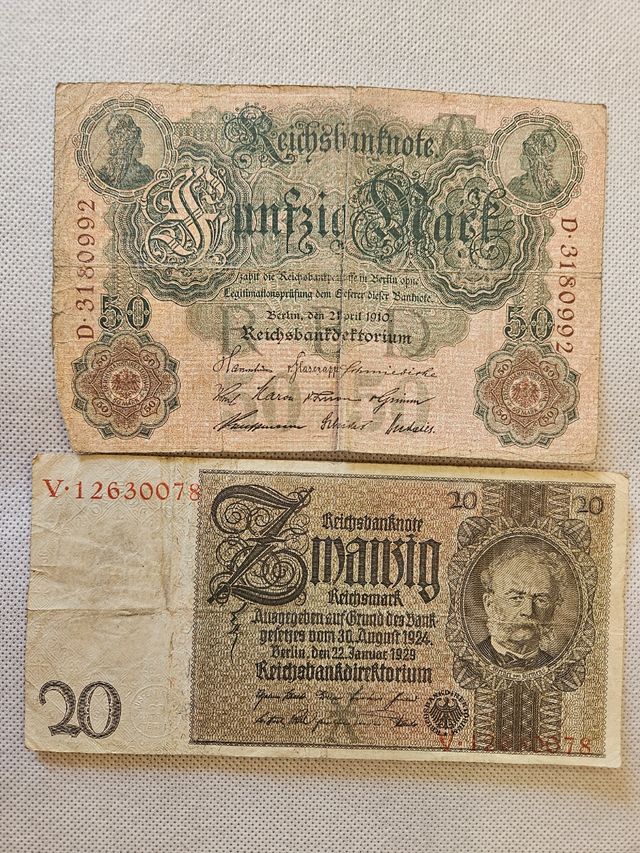 Reichsbanknote.
Fünfzig Mark
zahlt die Reichsbankhauptkasse in Berlin ohne
Legitimationsprüfung dem Einlieferer dieser Banknote.
Berlin, den 21 April 1910.
Reichsbankdirektorium
D·3180992
D·3180992
50
50
R B D
V·12630078
20
20
Reichsbanknote
Zwanzig
Reichsmark
Ausgegeben auf Grund des Bank
gesetzes vom 30. August 1924.
Berlin, den 22. Januar 1929
Reichsbankdirektorium
20
V·12630078